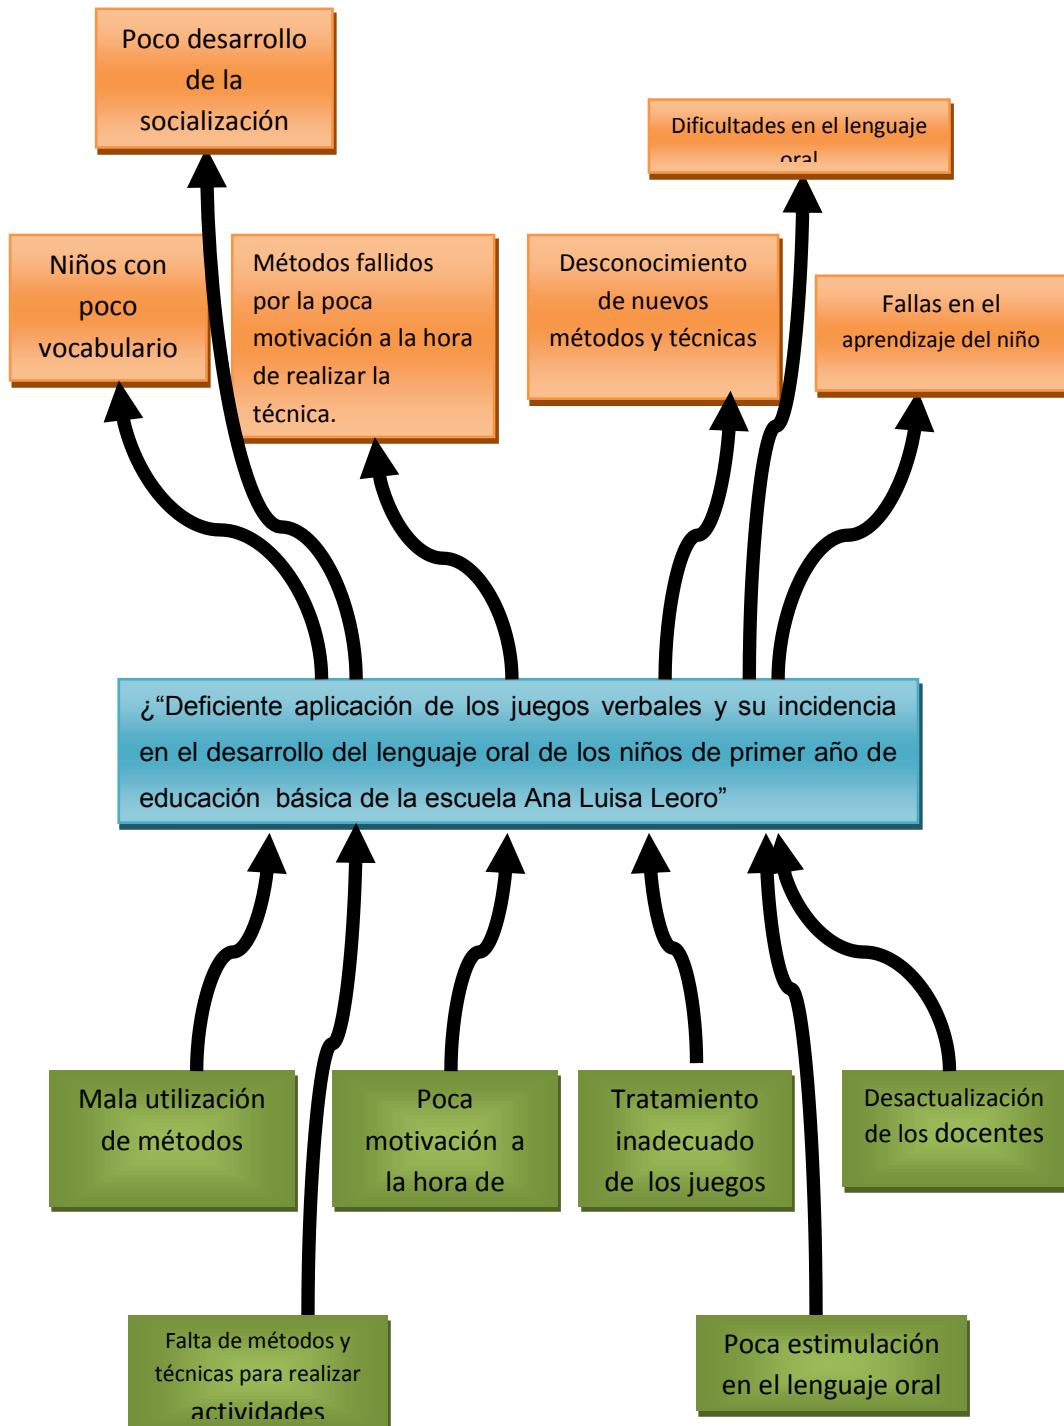 Poco desarrollo
de la
socialización
Dificultades en el lenguaje
oral
Niños con
poco
vocabulario
Métodos fallidos
por la poca
motivación a la hora
de realizar la
técnica.
Desconocimiento
de nuevos
métodos y técnicas
Fallas en el
aprendizaje del niño
¿“Deficiente aplicación de los juegos verbales y su incidencia
en el desarrollo del lenguaje oral de los niños de primer año de
educación básica de la escuela Ana Luisa Leoro”
Mala utilización
de métodos
Poca
motivación a
la hora de
Tratamiento
inadecuado
de los juegos
Desactualización
de los docentes
Falta de métodos y
técnicas para realizar
actividades
Poca estimulación
en el lenguaje oral